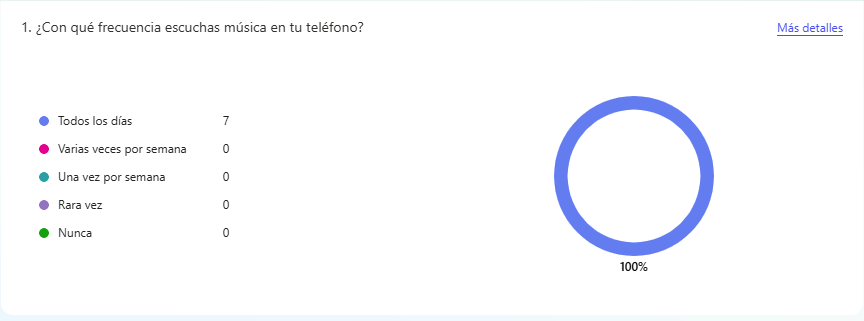 1. ¿Con qué frecuencia escuchas música en tu teléfono?
Más detalles
Todos los días 7
Varias veces por semana 0
Una vez por semana 0
Rara vez 0
Nunca 0
100%